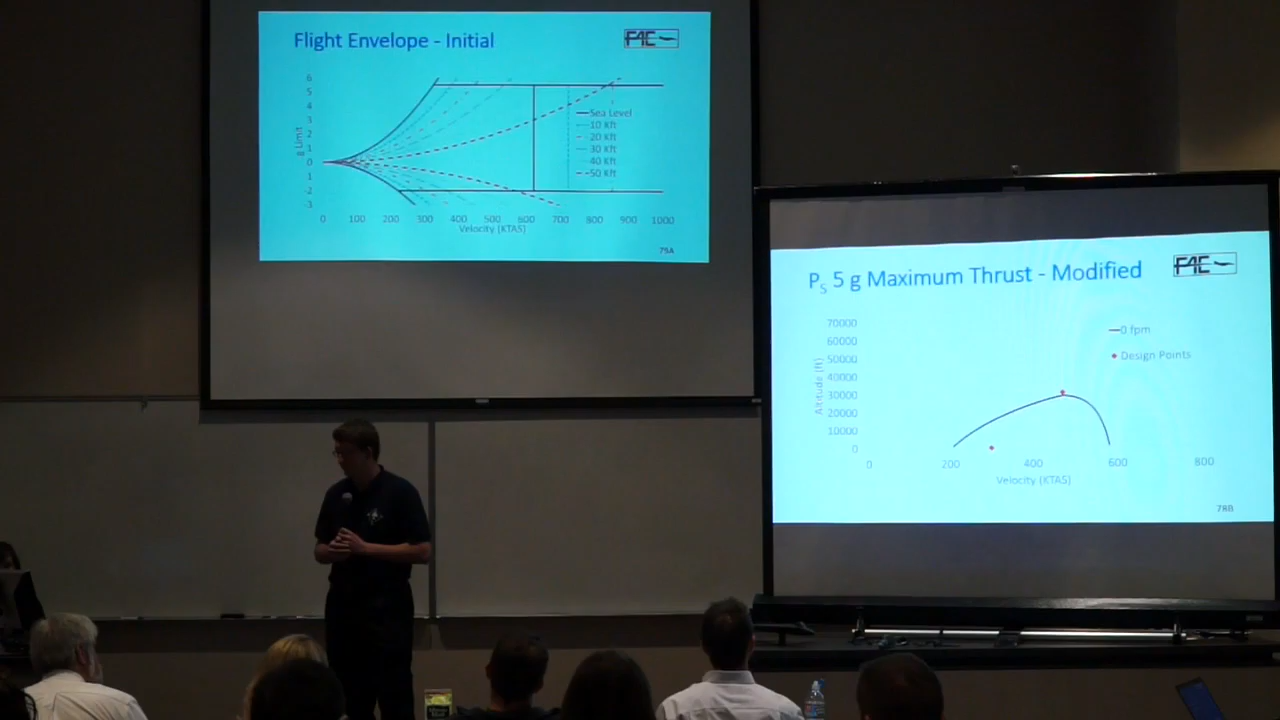 Flight Envelope - Initial
FAE
6
5
4
3
2
1
0
-1
-2
-3
g Limit
0 100 200 300 400 500 600 700 800 900 1000
Velocity (KTAS)
Sea Level
10 Kft
20 Kft
30 Kft
40 Kft
50 Kft
79A
PS 5 g Maximum Thrust - Modified
FAE
70000
60000
50000
40000
30000
20000
10000
0
Altitude (ft)
0 200 400 600 800
Velocity (KTAS)
0 fpm
Design Points
78B